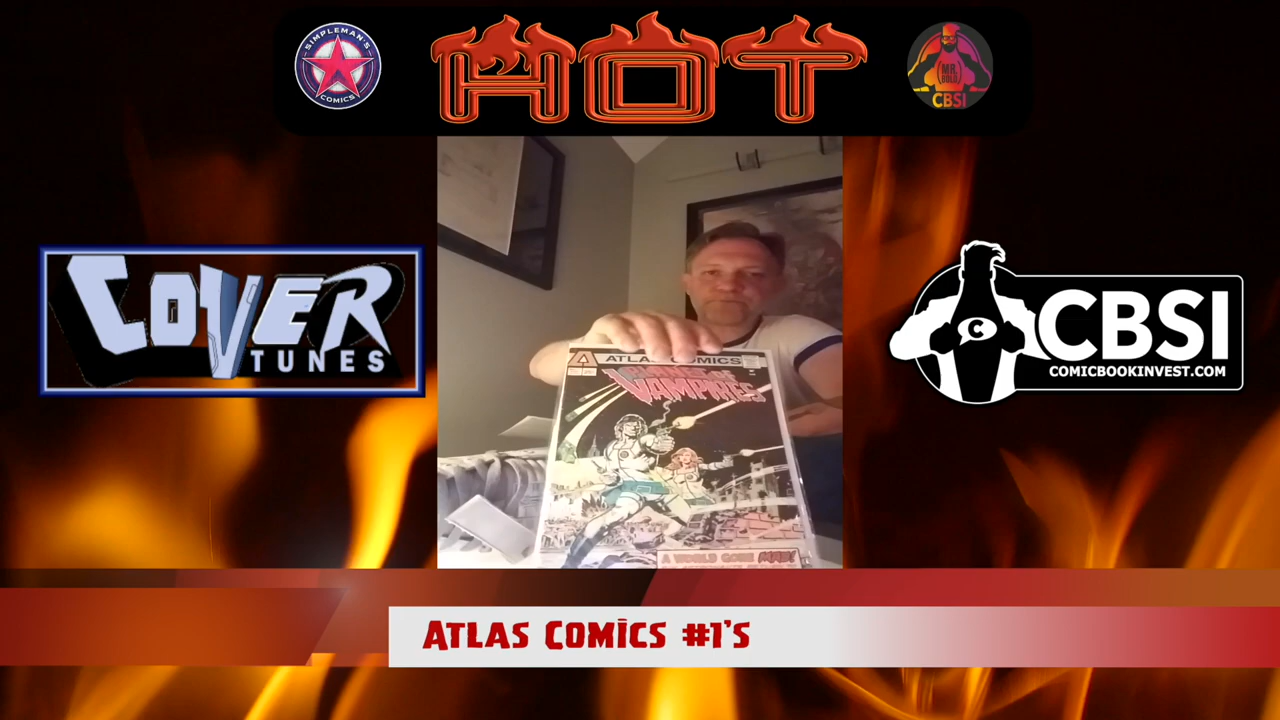 SIMPLEMAN'S
COMICS
HOT
MR.
BOLO
CBSI
COVER
TUNES
ATLAS COMICS
VAMPIRES
A WORLD GONE MAD!
C
CBSI
COMICBOOKINVEST.COM
ATLAS COMICS #1'S